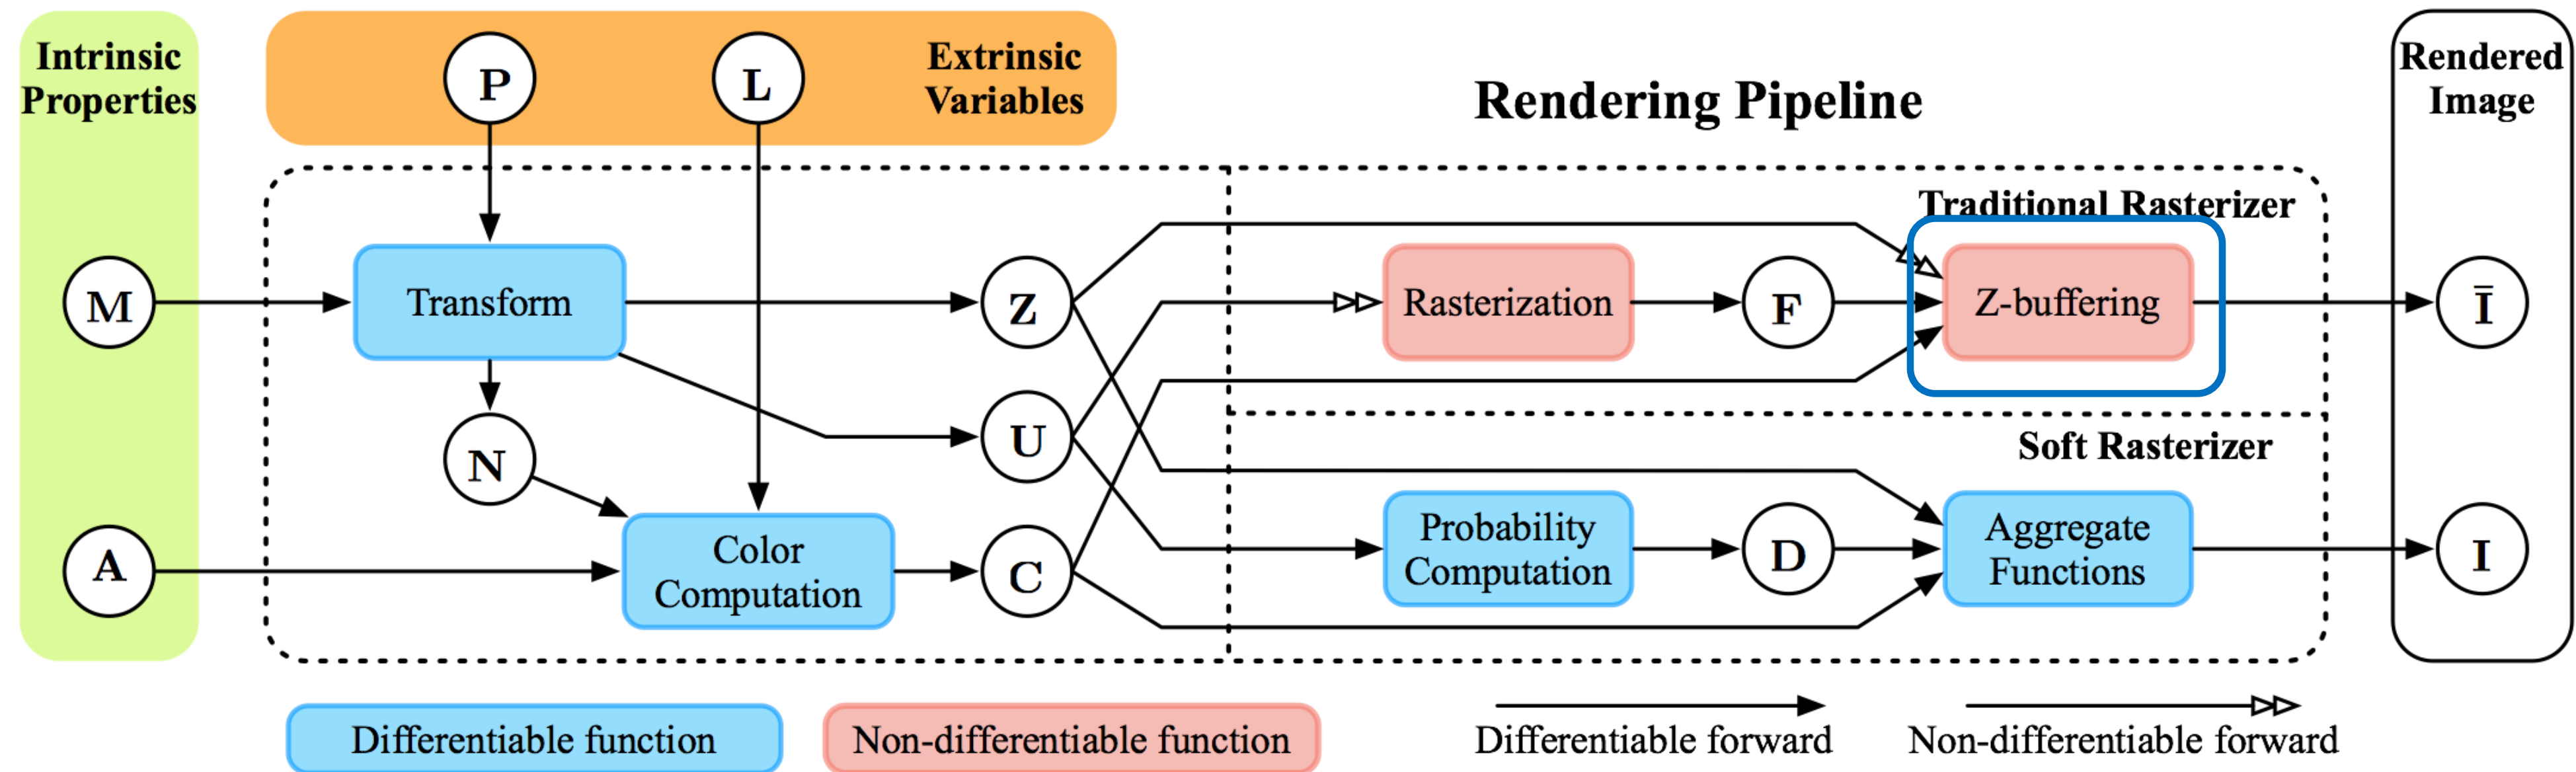 Intrinsic
Properties
P
L
Extrinsic
Variables
Rendering Pipeline
Rendered
Image
Traditional Rasterizer
M
Transform
Z
Rasterization
F
Z-buffering
Ī
N
U
Soft Rasterizer
A
Color
Computation
C
Probability
Computation
D
Aggregate
Functions
I
Differentiable function
Non-differentiable function
Differentiable forward
Non-differentiable forward